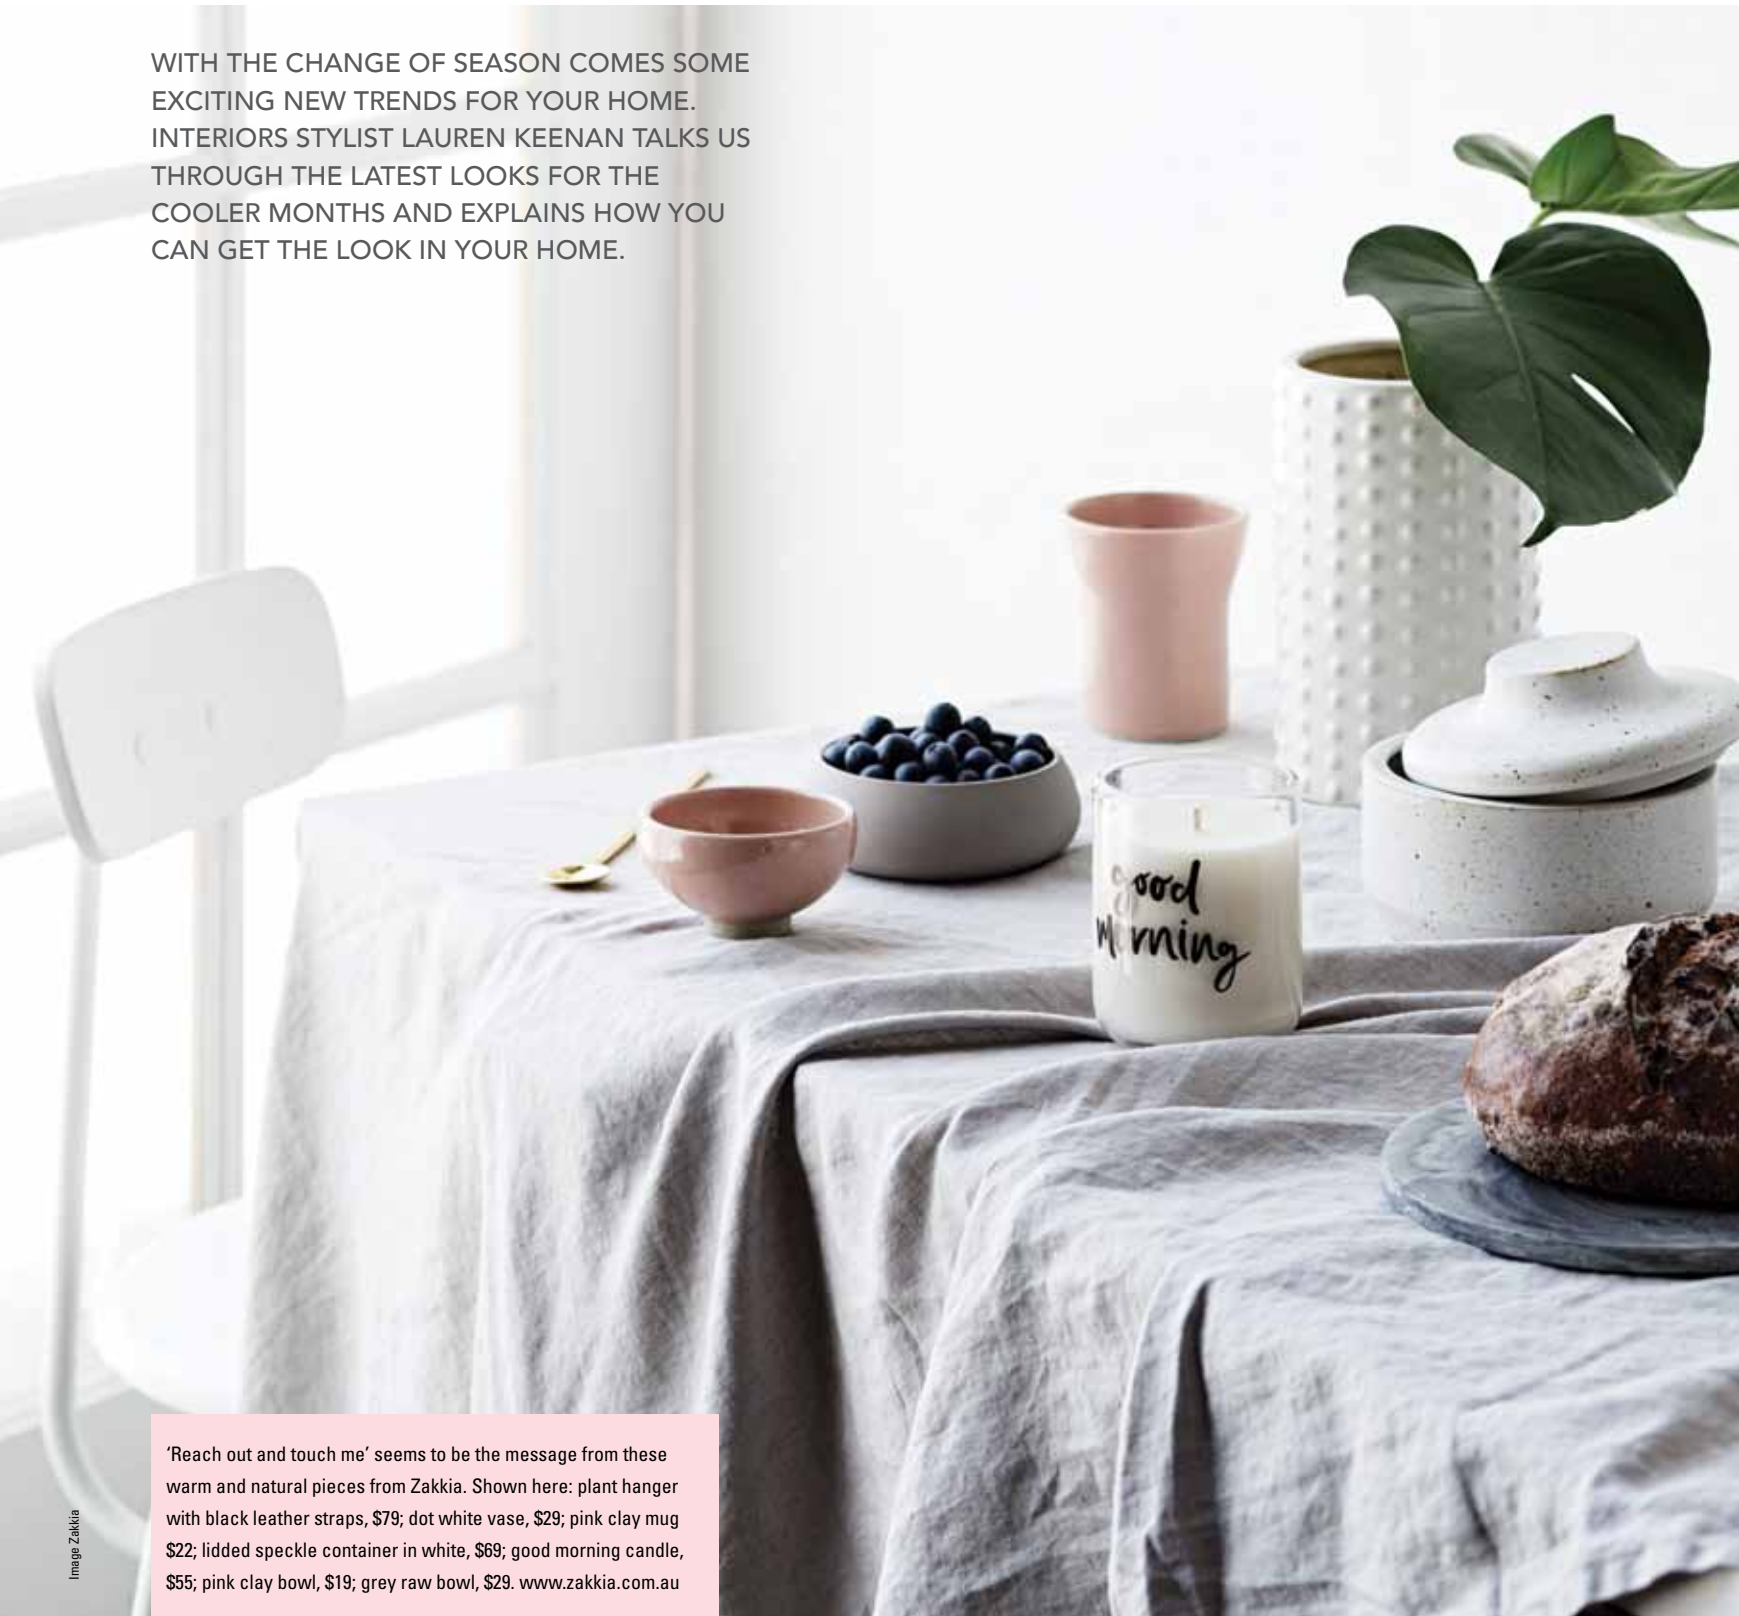 WITH THE CHANGE OF SEASON COMES SOME
EXCITING NEW TRENDS FOR YOUR HOME.
INTERIORS STYLIST LAUREN KEENAN TALKS US
THROUGH THE LATEST LOOKS FOR THE
COOLER MONTHS AND EXPLAINS HOW YOU
CAN GET THE LOOK IN YOUR HOME.
good
morning
‘Reach out and touch me’ seems to be the message from these
warm and natural pieces from Zakkia. Shown here: plant hanger
with black leather straps, $79; dot white vase, $29; pink clay mug
$22; lidded speckle container in white, $69; good morning candle,
$55; pink clay bowl, $19; grey raw bowl, $29. www.zakkia.com.au
Image Zakkia